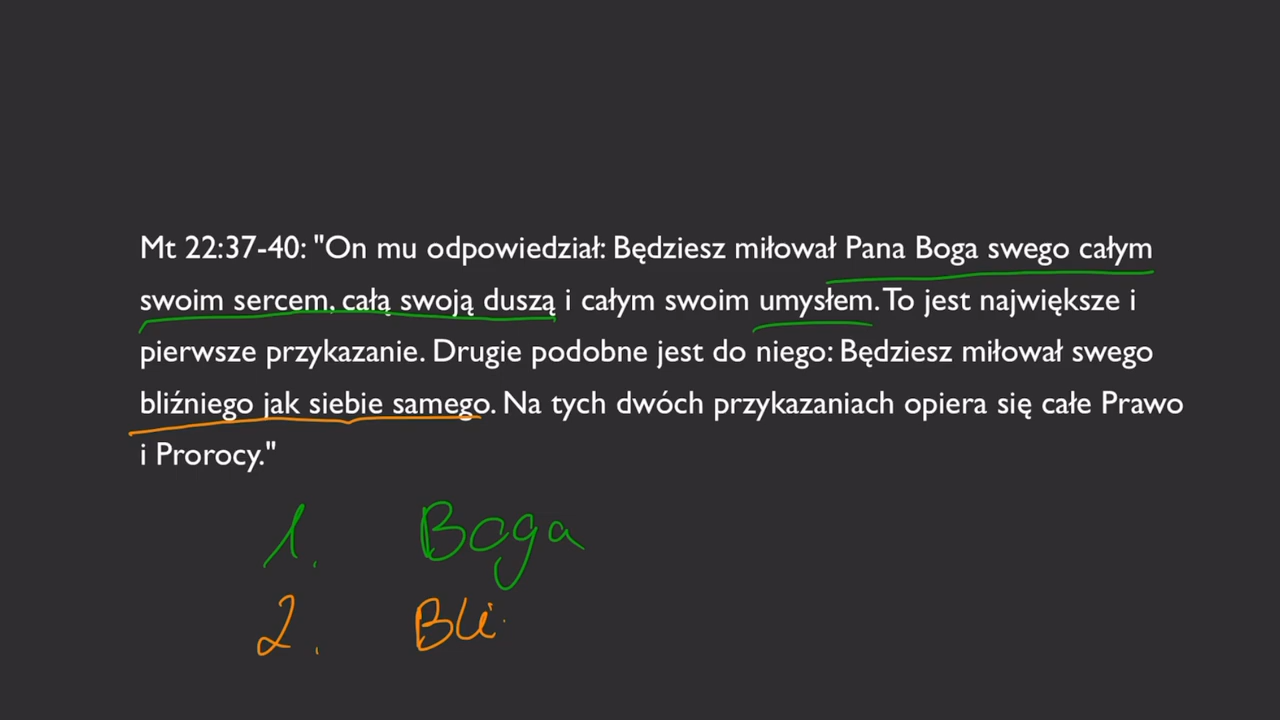 Mt 22:37-40: "On mu odpowiedział: Będziesz miłował Pana Boga swego całym
swoim sercem, całą swoją duszą i całym swoim umysłem. To jest największe i
pierwsze przykazanie. Drugie podobne jest do niego: Będziesz miłował swego
bliźniego jak siebie samego. Na tych dwóch przykazaniach opiera się całe Prawo
i Prorocy."
1. Boga
2. Bli